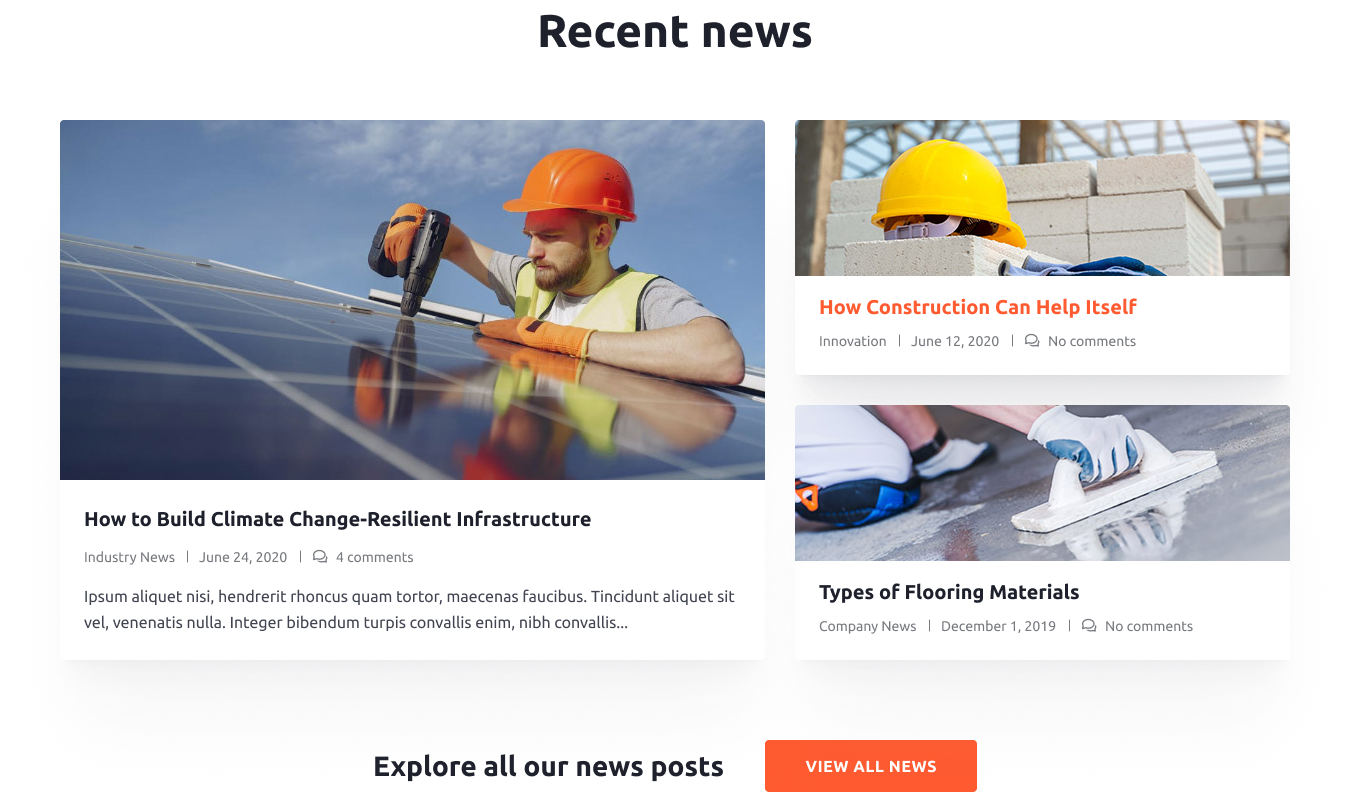 Recent news
How to Build Climate Change-Resilient Infrastructure
Industry News | June 24, 2020 | 4 comments
Ipsum aliquet nisi, hendrerit rhoncus quam tortor, maecenas faucibus. Tincidunt aliquet sit
vel, venenatis nulla. Integer bibendum turpis convallis enim, nibh convallis...
How Construction Can Help Itself
Innovation | June 12, 2020 | No comments
Types of Flooring Materials
Company News | December 1, 2019 | No comments
Explore all our news posts
VIEW ALL NEWS